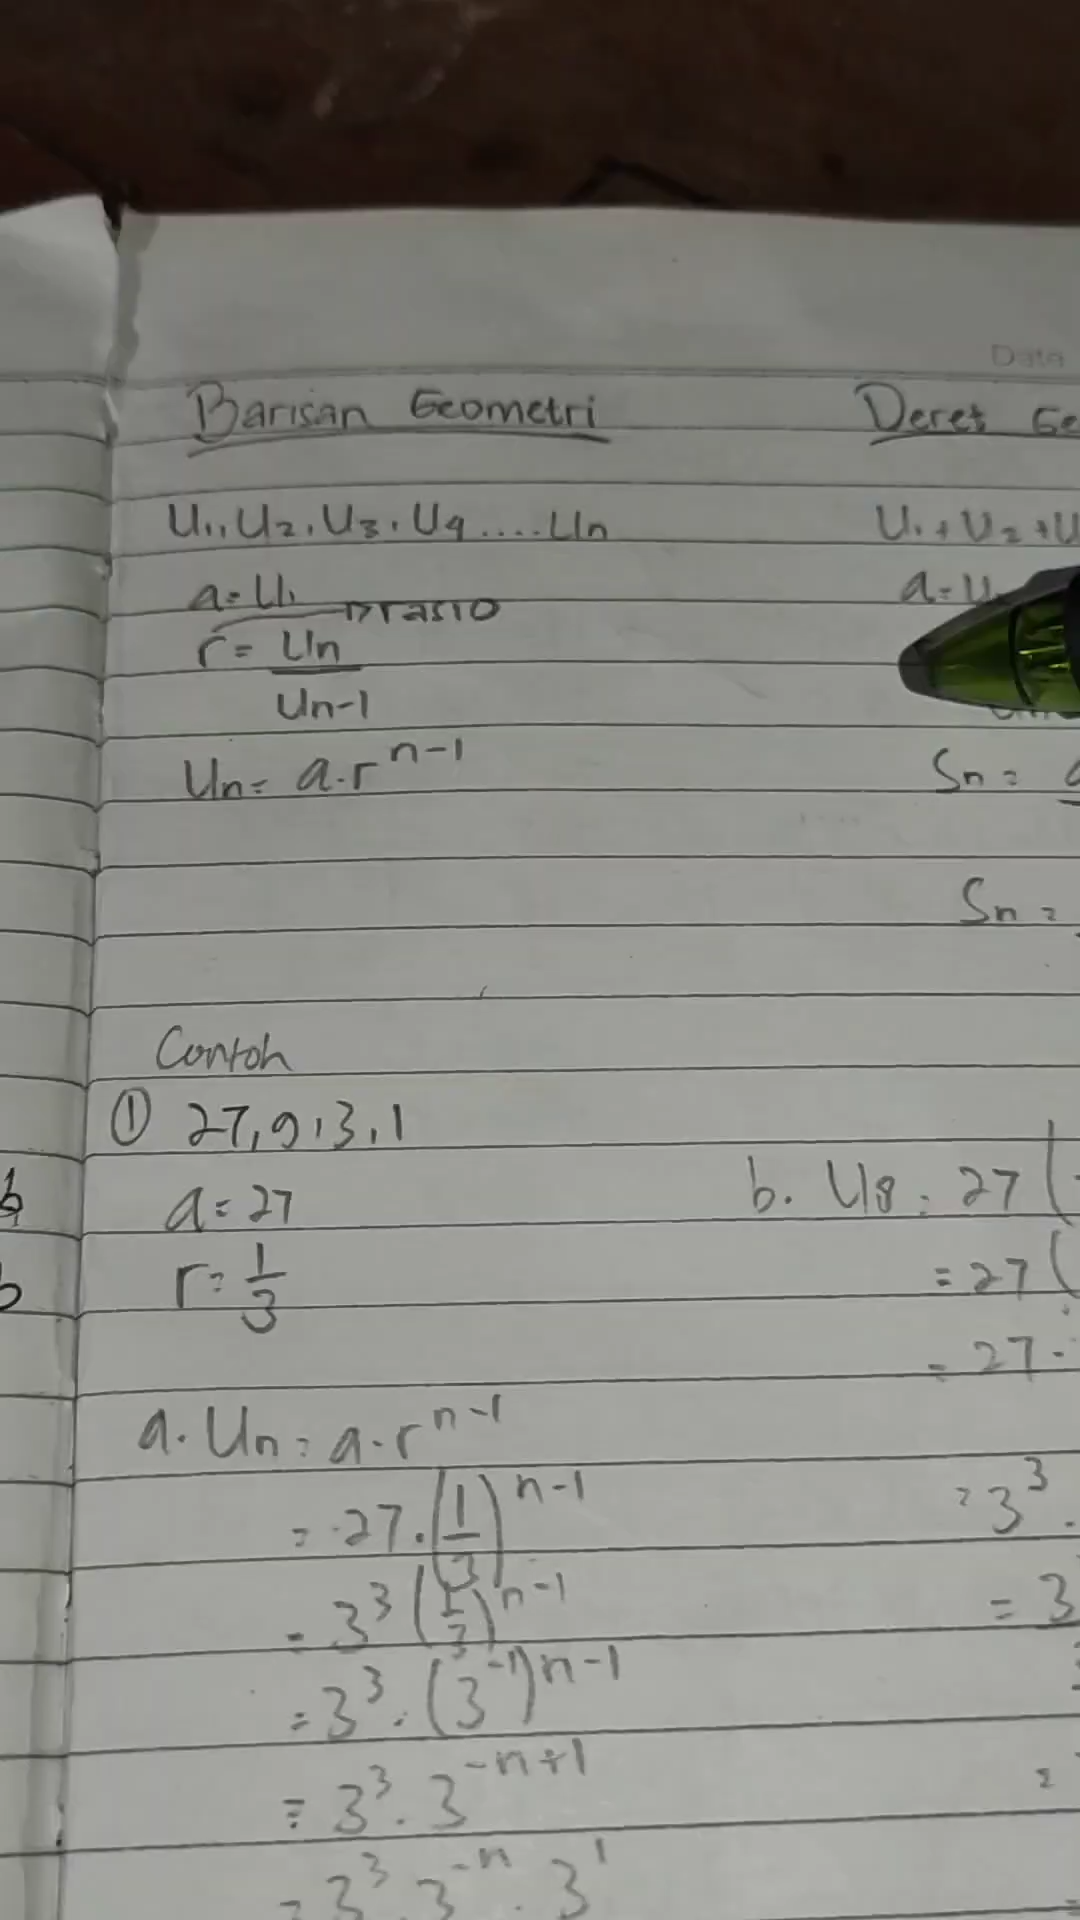 Data
Barisan Geometri
U1, U2, U3, U4 .... Un
a = U1
→ rasio
r = Un / Un-1
Un = a . r^n-1
Contoh
① 27, 9, 3, 1
a = 27
r = 1/3
a. Un = a . r^n-1
= 27 . (1/3)^n-1
= 3^3 (1/3)^n-1
= 3^3 . (3^-1)^n-1
= 3^3 . 3^-n+1
= 3^3 . 3^-n . 3^1
Deret Ge
U1 + U2 + U
a = U
Sn =
Sn =
b. U8 = 27 (
= 27 (
= 27 .
= 3^3 .
= 3